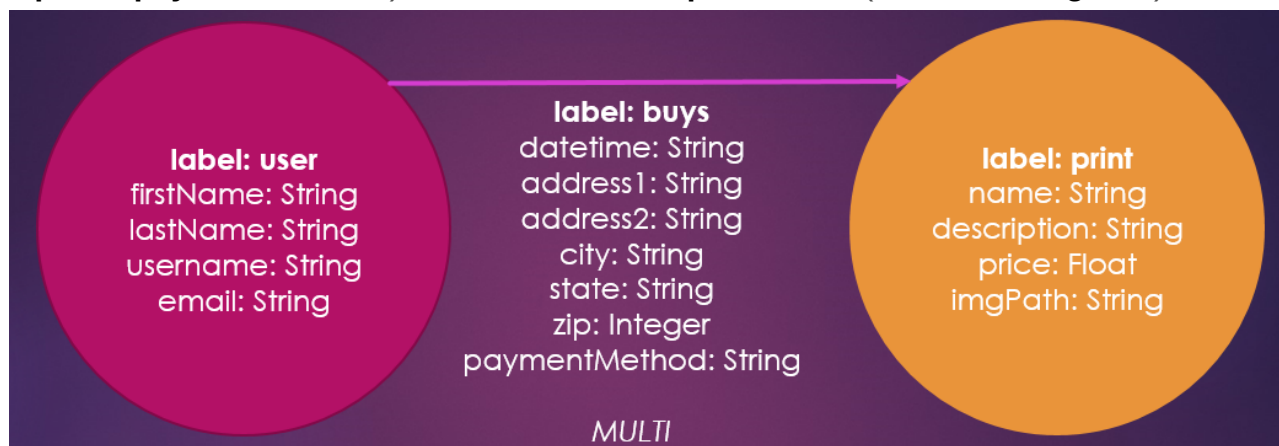 label: user
firstName: String
lastName: String
username: String
email: String
label: buys
datetime: String
address1: String
address2: String
city: String
state: String
zip: Integer
paymentMethod: String
MULTI
label: print
name: String
description: String
price: Float
imgPath: String